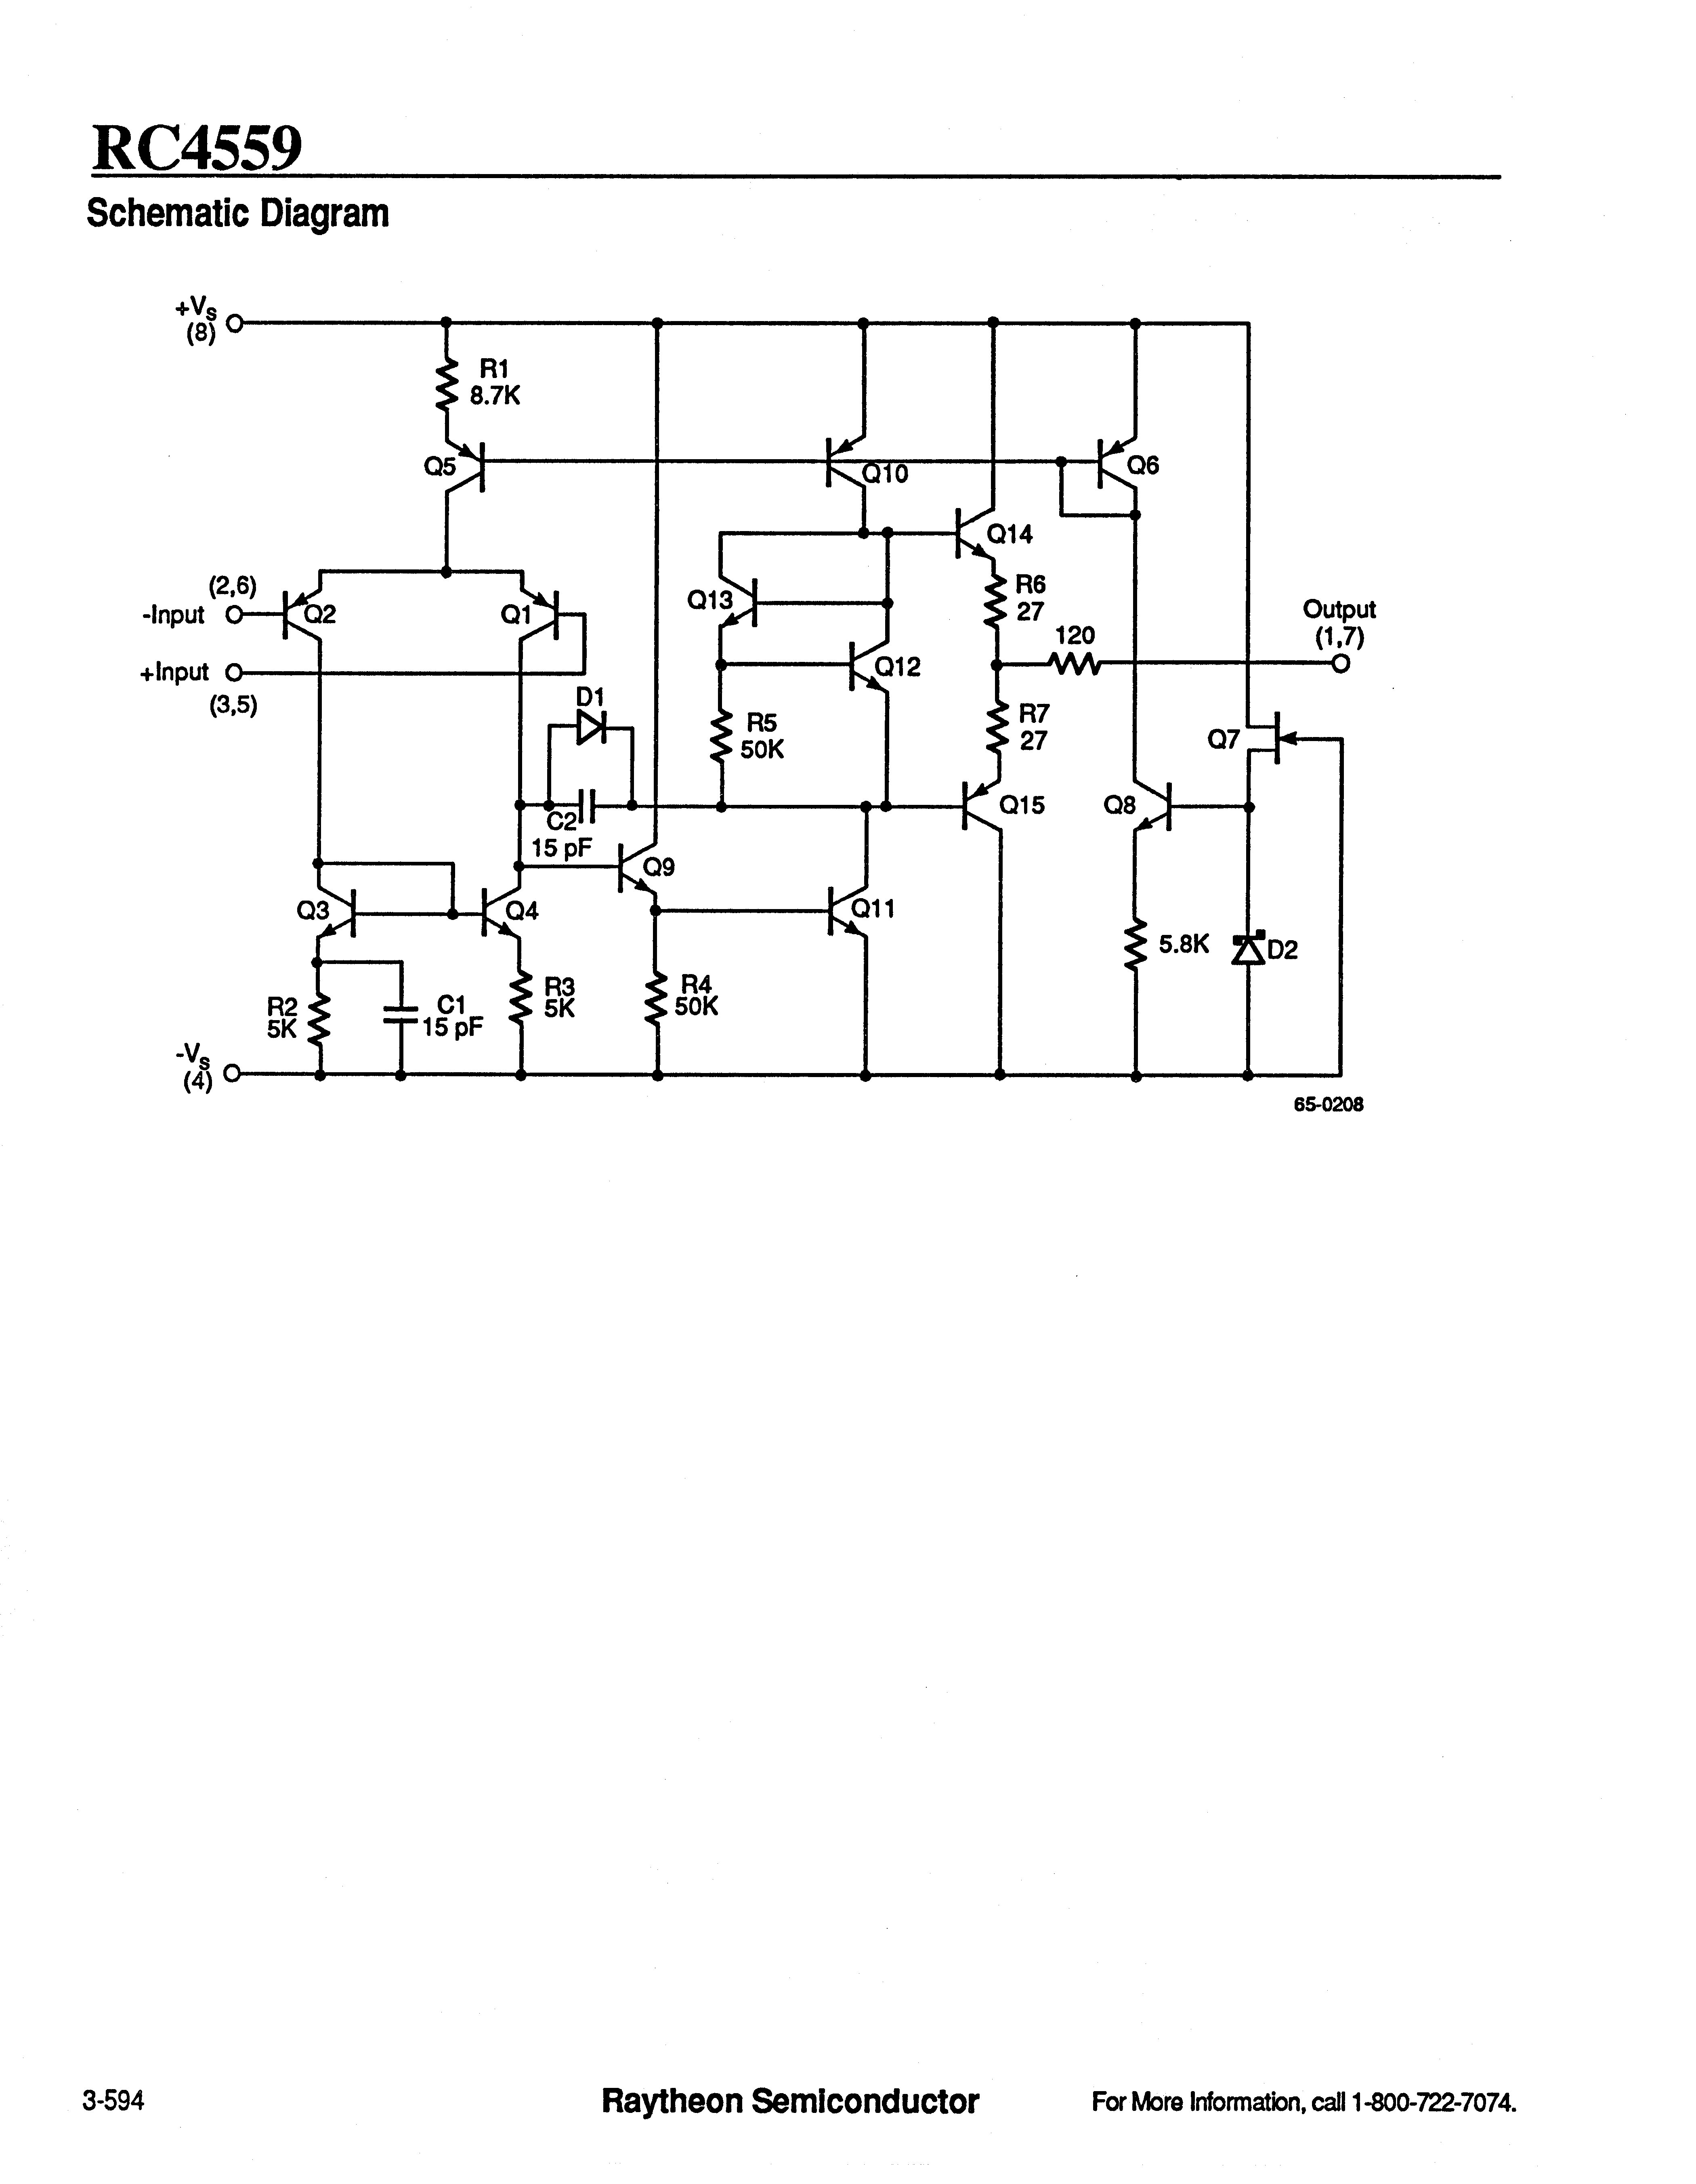 RC4559
Schematic Diagram
+Vs
(8)
R1
8.7K
Q5
Q10
Q6
Q14
(2,6)
-Input
Q2
Q1
Q13
R6
27
Output
(1,7)
120
+Input
(3,5)
Q12
D1
R5
50K
R7
27
Q7
C2
15 pF
Q15
Q8
Q9
Q3
Q4
Q11
5.8K
D2
R2
5K
C1
15 pF
R3
5K
R4
50K
-Vs
(4)
65-0208
3-594
Raytheon Semiconductor
For More Information, call 1-800-722-7074.